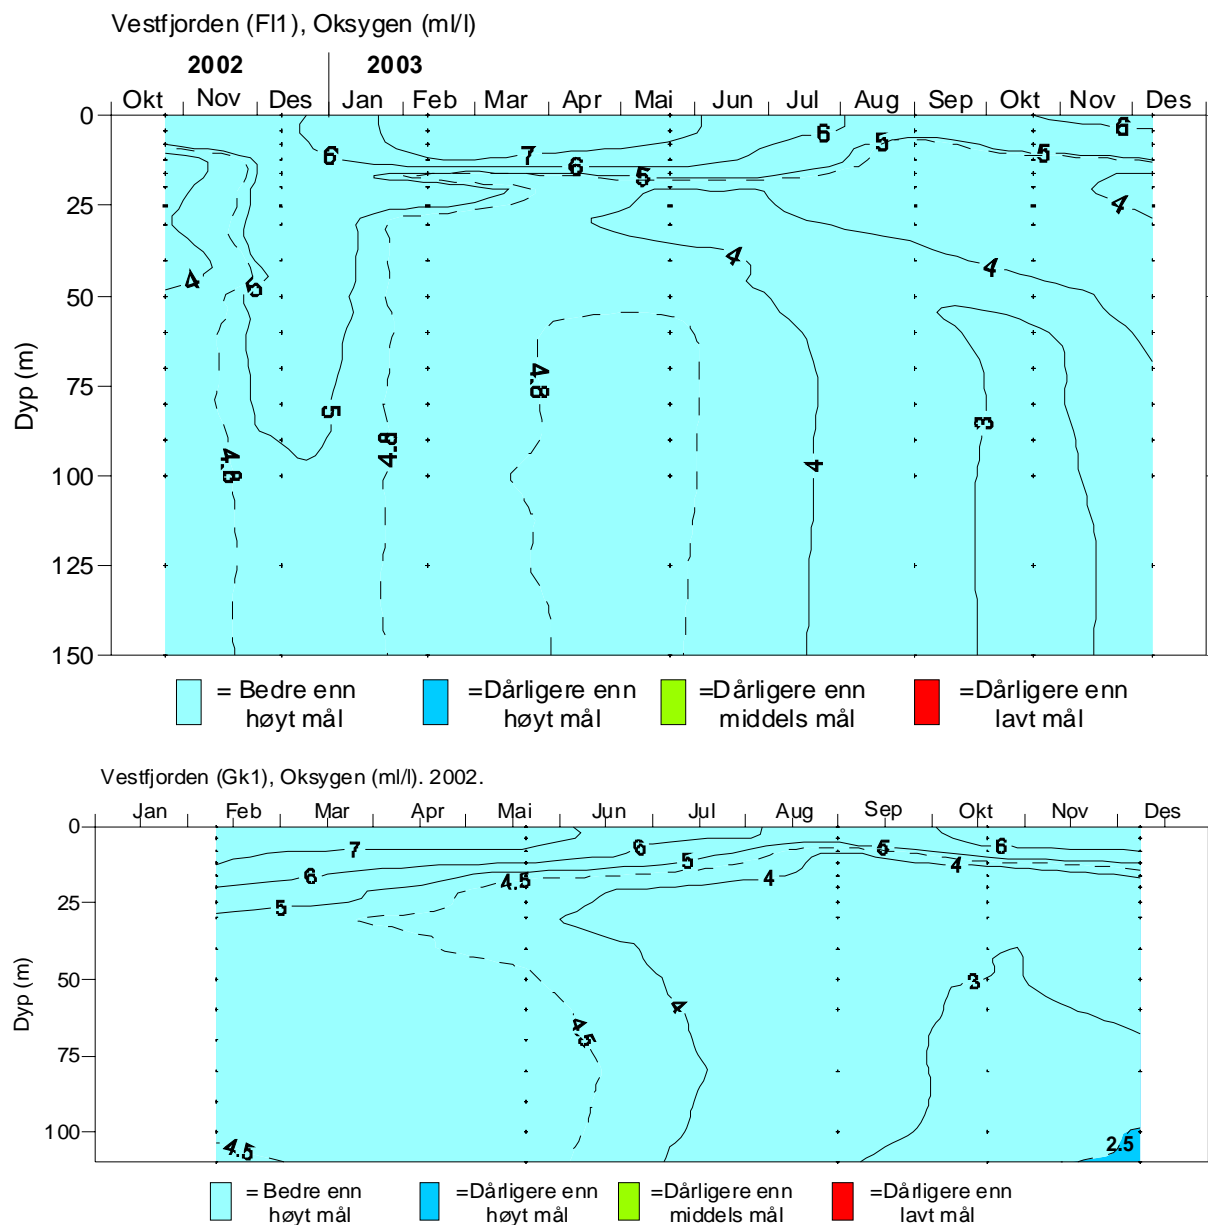 Vestfjorden (Fl1), Oksygen (ml/l)
2002 2003
Okt Nov Des Jan Feb Mar Apr Mai Jun Jul Aug Sep Okt Nov Des
0
6 7 6 5 6 5 6 5
25
4 4 4 4
50
5
Dyp (m)
75
4.8 5 4.8 4.8 3
100
4
125
150
= Bedre enn =Dårligere enn =Dårligere enn =Dårligere enn
høyt mål høyt mål middels mål lavt mål
Vestfjorden (Gk1), Oksygen (ml/l). 2002.
Jan Feb Mar Apr Mai Jun Jul Aug Sep Okt Nov Des
0
7 6 5 5 6
6 4.5 4 4
25
5
Dyp (m)
50
3
4
4.5
75
100
4.5 2.5
= Bedre enn =Dårligere enn =Dårligere enn =Dårligere enn
høyt mål høyt mål middels mål lavt mål